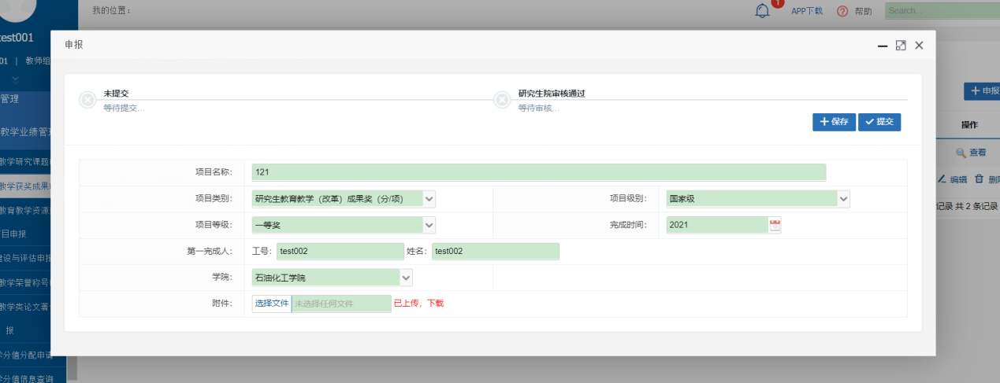 我的位置：
1
APP下载
帮助
Search...
test001
01 | 教师组
管理
教学业绩管理
教学研究课题
教学获奖成果
教育教学资源
目申报
建设与评估申报
教学荣誉称号
教学类论文著
报
学分值分配申请
学分值信息查询
申报
未提交
等待提交...
研究生院审核通过
等待审核...
保存
提交
项目名称： 121
项目类别： 研究生教育教学（改革）成果奖（分/项）
项目级别： 国家级
项目等级： 一等奖
完成时间： 2021
第一完成人： 工号： test002 姓名： test002
学院： 石油化工学院
附件： 选择文件 未选择任何文件 已上传，下载
申报
操作
查看
编辑 删除
记录 共 2 条记录